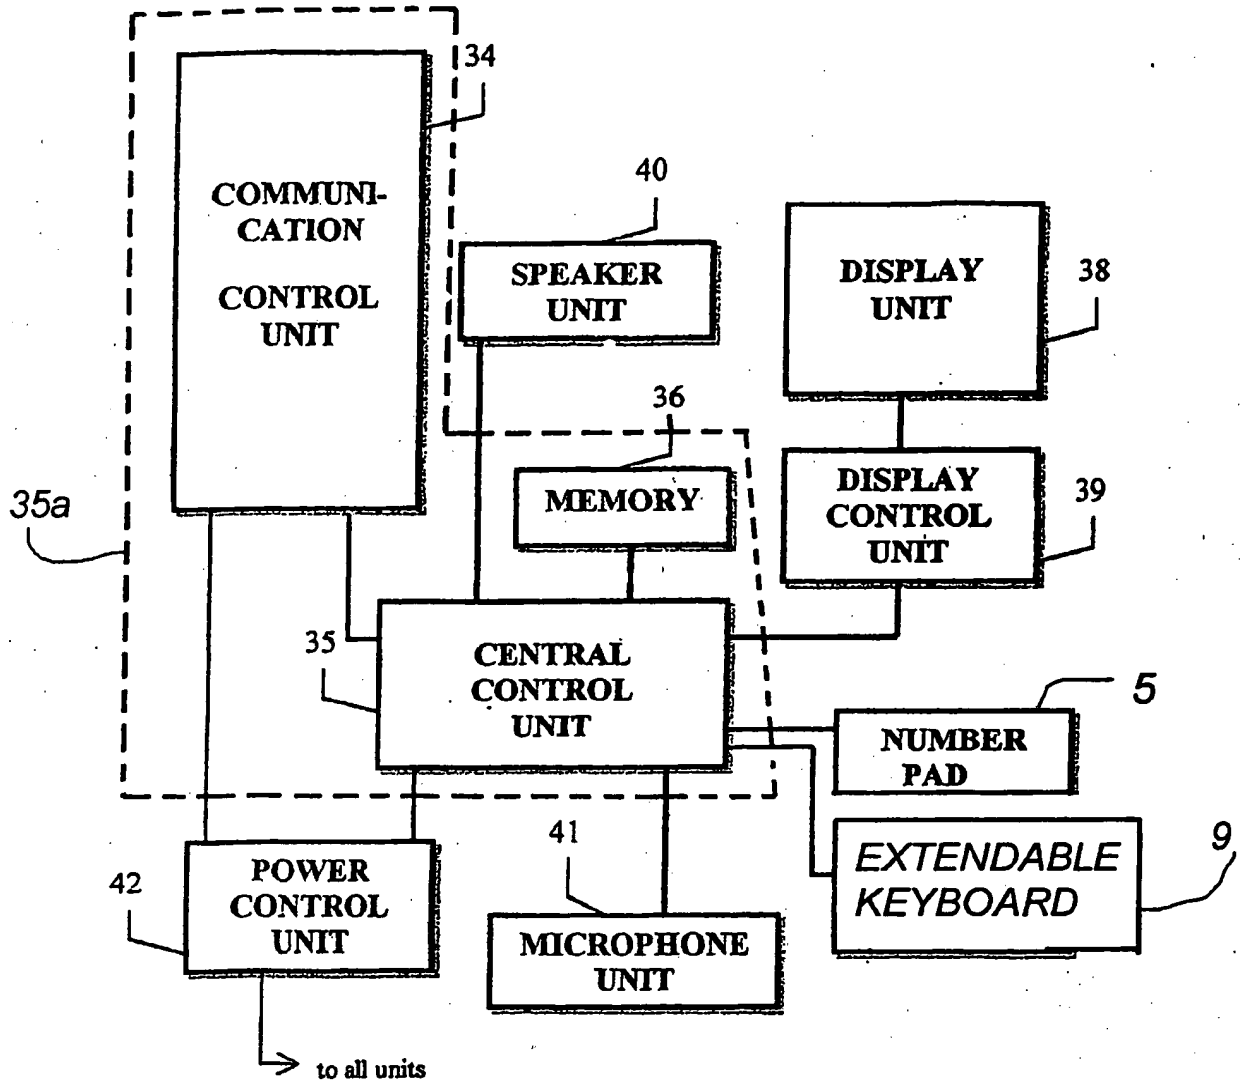 34
COMMUNI-
CATION
CONTROL
UNIT
40
SPEAKER
UNIT
DISPLAY
UNIT
38
36
MEMORY
DISPLAY
CONTROL
UNIT
39
35a
35
CENTRAL
CONTROL
UNIT
5
NUMBER
PAD
41
EXTENDABLE
KEYBOARD
9
42
POWER
CONTROL
UNIT
MICROPHONE
UNIT
to all units